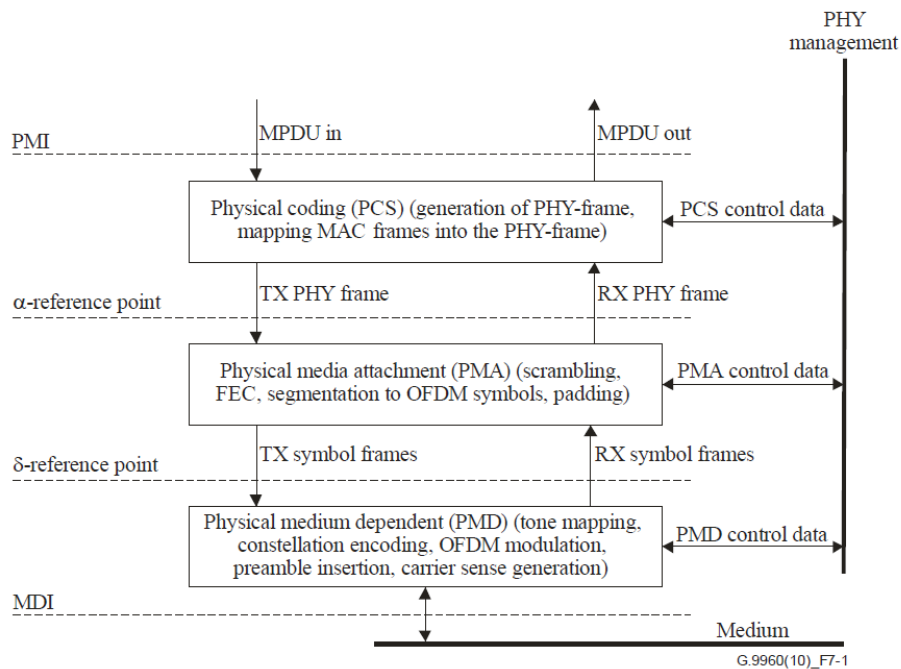 PHY
management
MPDU in
MPDU out
PMI
Physical coding (PCS) (generation of PHY-frame,
mapping MAC frames into the PHY-frame)
PCS control data
TX PHY frame
RX PHY frame
α-reference point
Physical media attachment (PMA) (scrambling,
FEC, segmentation to OFDM symbols, padding)
PMA control data
TX symbol frames
RX symbol frames
δ-reference point
Physical medium dependent (PMD) (tone mapping,
constellation encoding, OFDM modulation,
preamble insertion, carrier sense generation)
PMD control data
MDI
Medium
G.9960(10)_F7-1